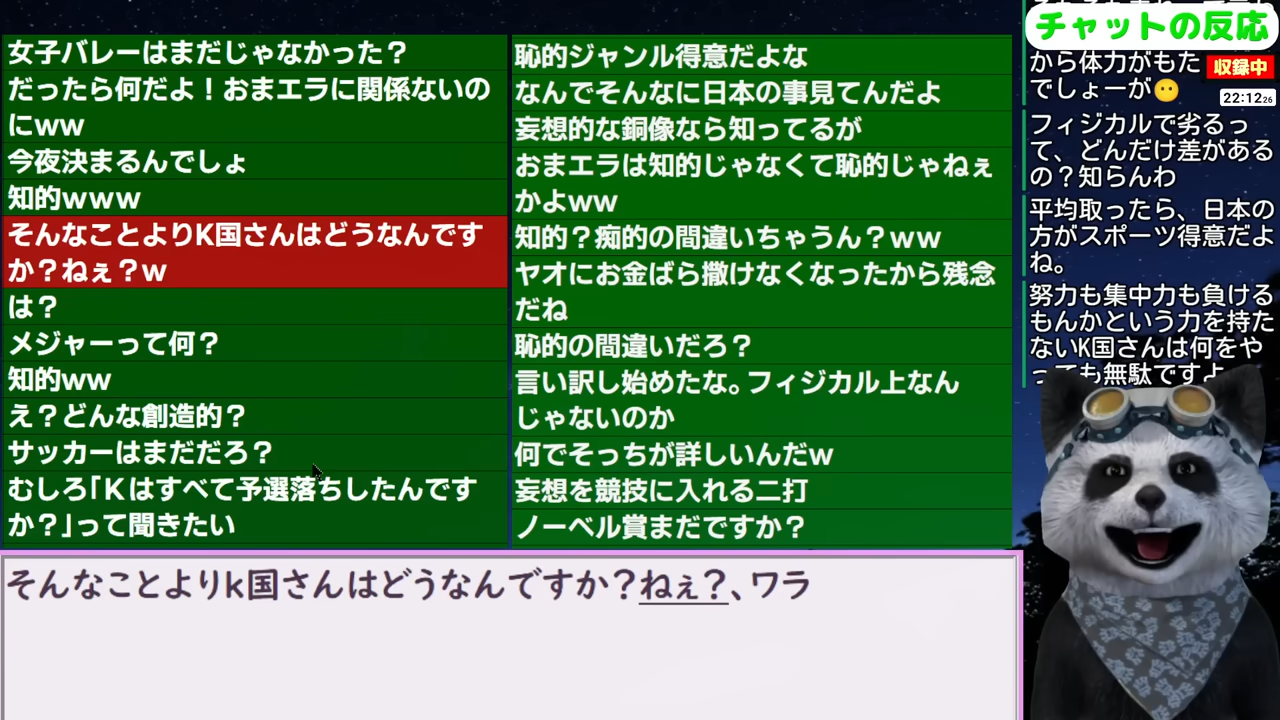 女子バレーはまだじゃなかった？
だったら何だよ！おまエラに関係ないの
にｗｗ
今夜決まるんでしょ
知的ｗｗｗ
そんなことよりK国さんはどうなんです
か？ねぇ？ｗ
は？
メジャーって何？
知的ｗｗ
え？どんな創造的？
サッカーはまだだろ？
むしろ「Ｋはすべて予選落ちしたんです
か？」って聞きたい
恥的ジャンル得意だよな
なんでそんなに日本の事見てんだよ
妄想的な銅像なら知ってるが
おまエラは知的じゃなくて恥的じゃねぇ
かよｗｗ
知的？痴的の間違いちゃうん？ｗｗ
ヤオにお金ばら撒けなくなったから残念
だね
恥的の間違いだろ？
言い訳し始めたな。フィジカル上なん
じゃないのか
何でそっちが詳しいんだｗ
妄想を競技に入れる二打
ノーベル賞まだですか？
そんなことよりk国さんはどうなんですか？ねぇ？、ワラ
チャットの反応
から体力がもた
でしょーが😶
収録中
22:12 26
フィジカルで劣るっ
て、どんだけ差がある
の？知らんわ
平均取ったら、日本の
方がスポーツ得意だよ
ね。
努力も集中力も負ける
もんかという力を持た
ないK国さんは何をや
っても無駄ですよ